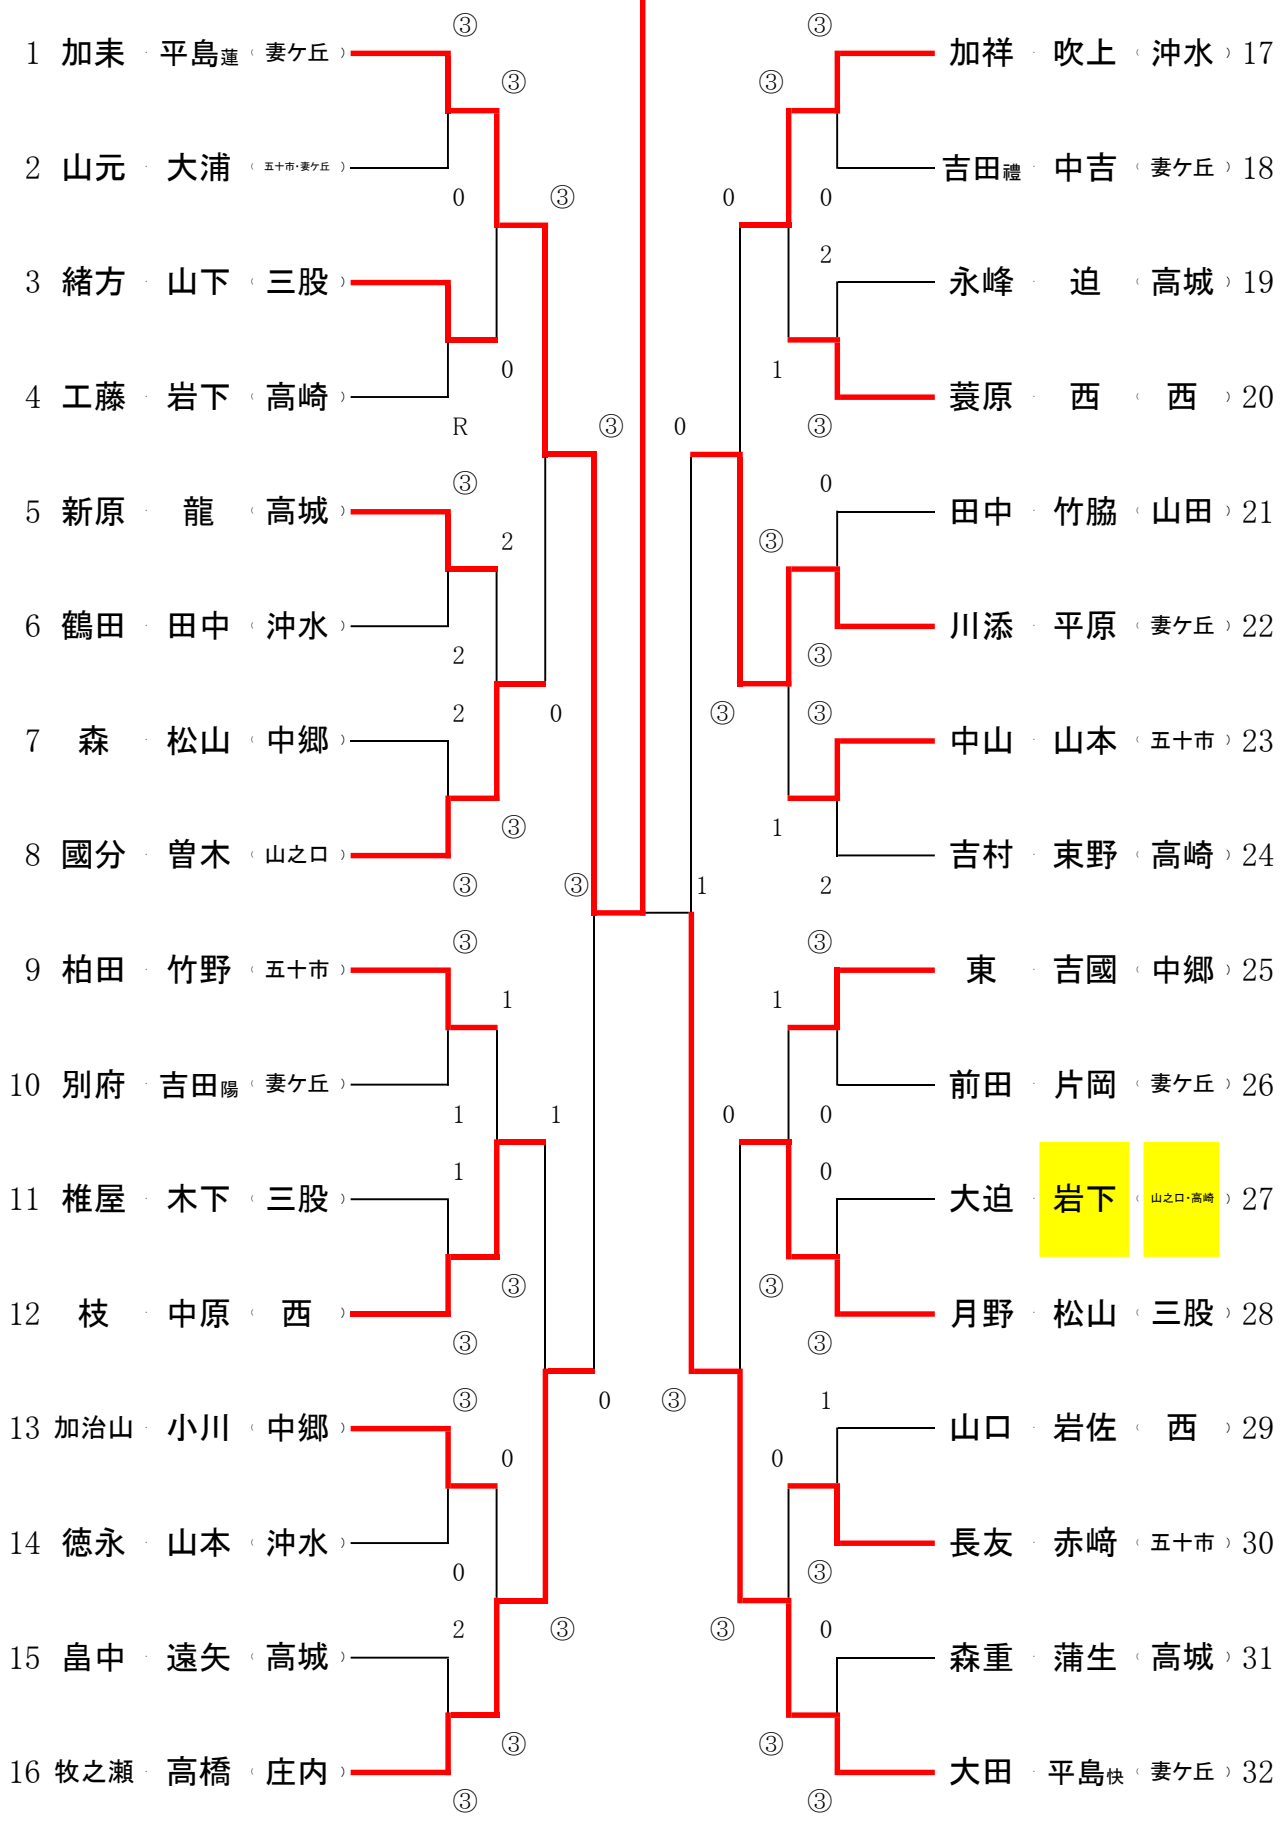 ③ ③
1 加耒 ・ 平島蓮 ( 妻ケ丘 ) 加祥 ・ 吹上 ( 沖水 ) 17
③ ③
2 山元 ・ 大浦 ( 五十市・妻ケ丘 ) 吉田禮 ・ 中吉 ( 妻ケ丘 ) 18
0 ③ 0 0
2
3 緒方 ・ 山下 ( 三股 ) 永峰 ・ 迫 ( 高城 ) 19
0 1
4 工藤 ・ 岩下 ( 高崎 ) 蓑原 ・ 西 ( 西 ) 20
R ③ 0 ③
③ 0
5 新原 ・ 龍 ( 高城 ) 田中 ・ 竹脇 ( 山田 ) 21
2 ③
6 鶴田 ・ 田中 ( 沖水 ) 川添 ・ 平原 ( 妻ケ丘 ) 22
2 ③
2 0 ③ ③
7 森 ・ 松山 ( 中郷 ) 中山 ・ 山本 ( 五十市 ) 23
③ 1
8 國分 ・ 曽木 ( 山之口 ) 吉村 ・ 束野 ( 高崎 ) 24
③ ③ 1 2
③ ③
9 柏田 ・ 竹野 ( 五十市 ) 東 ・ 吉國 ( 中郷 ) 25
1 1
10 別府 ・ 吉田陽 ( 妻ケ丘 ) 前田 ・ 片岡 ( 妻ケ丘 ) 26
1 1 0 0
1 0
11 椎屋 ・ 木下 ( 三股 ) 大迫 ・ 岩下 ( 山之口・高崎 ) 27
③ ③
12 枝 ・ 中原 ( 西 ) 月野 ・ 松山 ( 三股 ) 28
③ ③
③ 0 ③ 1
13 加治山 ・ 小川 ( 中郷 ) 山口 ・ 岩佐 ( 西 ) 29
0 0
14 徳永 ・ 山本 ( 沖水 ) 長友 ・ 赤﨑 ( 五十市 ) 30
0 ③
2 ③ ③ 0
15 畠中 ・ 遠矢 ( 高城 ) 森重 ・ 蒲生 ( 高城 ) 31
③ ③
16 牧之瀬 ・ 高橋 ( 庄内 ) 大田 ・ 平島快 ( 妻ケ丘 ) 32
③ ③